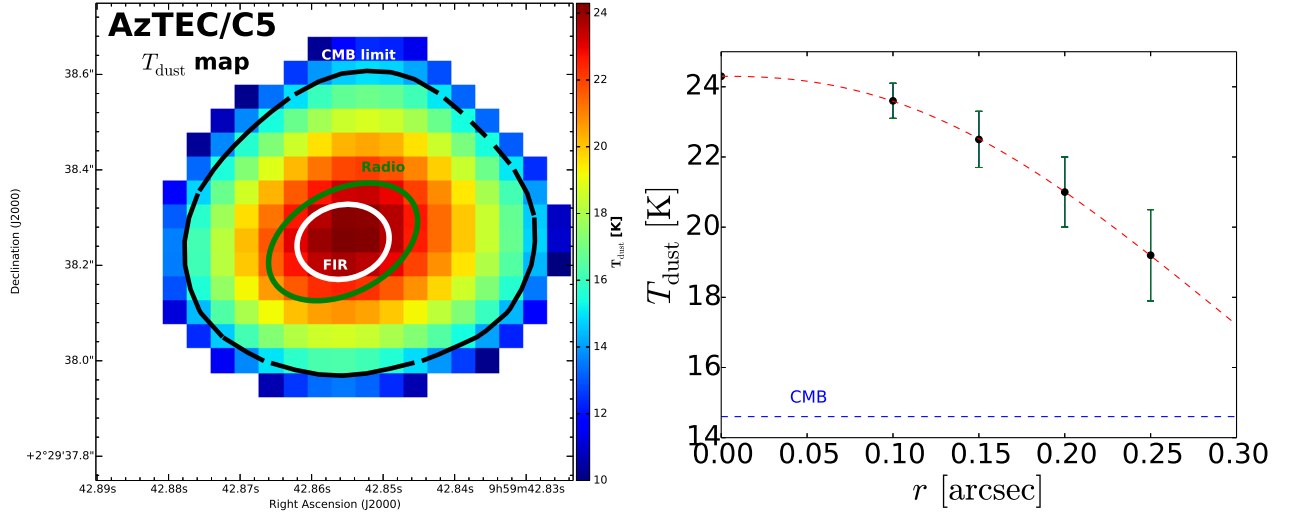 AzTEC/C5
T_dust map
CMB limit
Radio
FIR
38.6"
38.4"
38.2"
38.0"
+2°29'37.8"
Declination (J2000)
42.89s 42.88s 42.87s 42.86s 42.85s 42.84s 9h59m42.83s
Right Ascension (J2000)
24
22
20
18
16
14
12
10
T_dust [K]
24
22
20
18
16
14
T_dust [K]
CMB
0.00 0.05 0.10 0.15 0.20 0.25 0.30
r [arcsec]